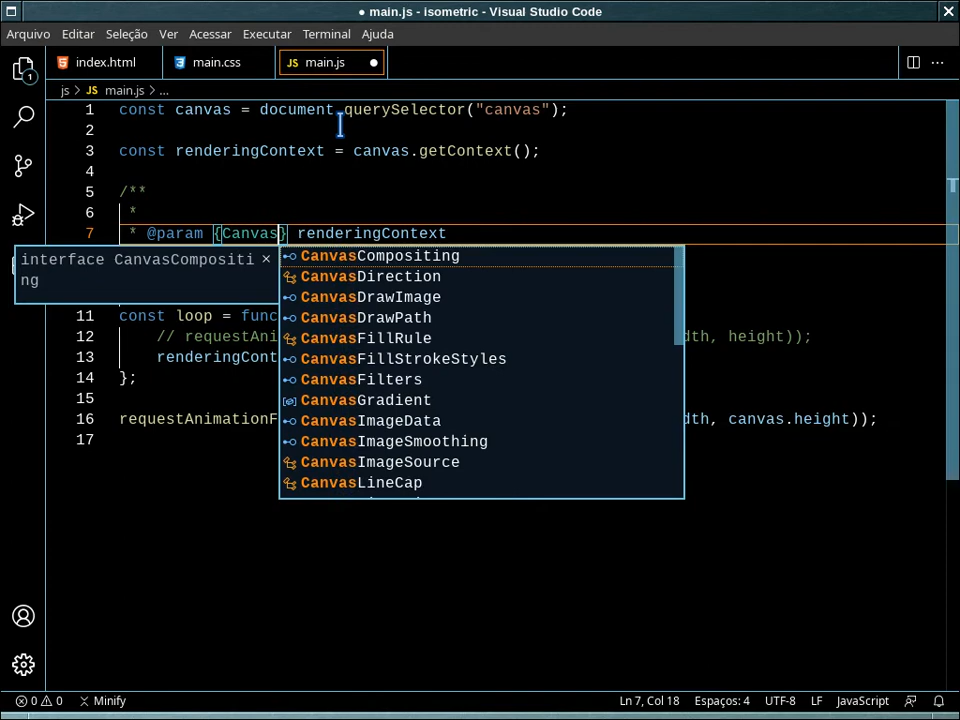 ● main.js - isometric - Visual Studio Code
Arquivo Editar Seleção Ver Acessar Executar Terminal Ajuda
1
index.html
main.css
JS main.js ●
js > JS main.js > ...
1 const canvas = document.querySelector("canvas");
2
3 const renderingContext = canvas.getContext();
4
5 /**
6 *
7 * @param {Canvas} renderingContext
interface CanvasCompositi ×
ng
CanvasCompositing
CanvasDirection
CanvasDrawImage
CanvasDrawPath
CanvasFillRule
CanvasFillStrokeStyles
CanvasFilters
CanvasGradient
CanvasImageData
CanvasImageSmoothing
CanvasImageSource
CanvasLineCap
11 const loop = func
12 // requestAni dth, height));
13 renderingCont
14 };
15
16 requestAnimationF dth, canvas.height));
17
0 0 Minify Ln 7, Col 18 Espaços: 4 UTF-8 LF JavaScript